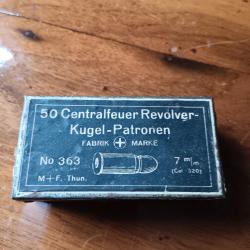 50 Centralfeuer Revolver-
Kugel-Patronen
FABRIK MARKE
No 363
7 m/m
(Cal 320)
M+F. Thun.